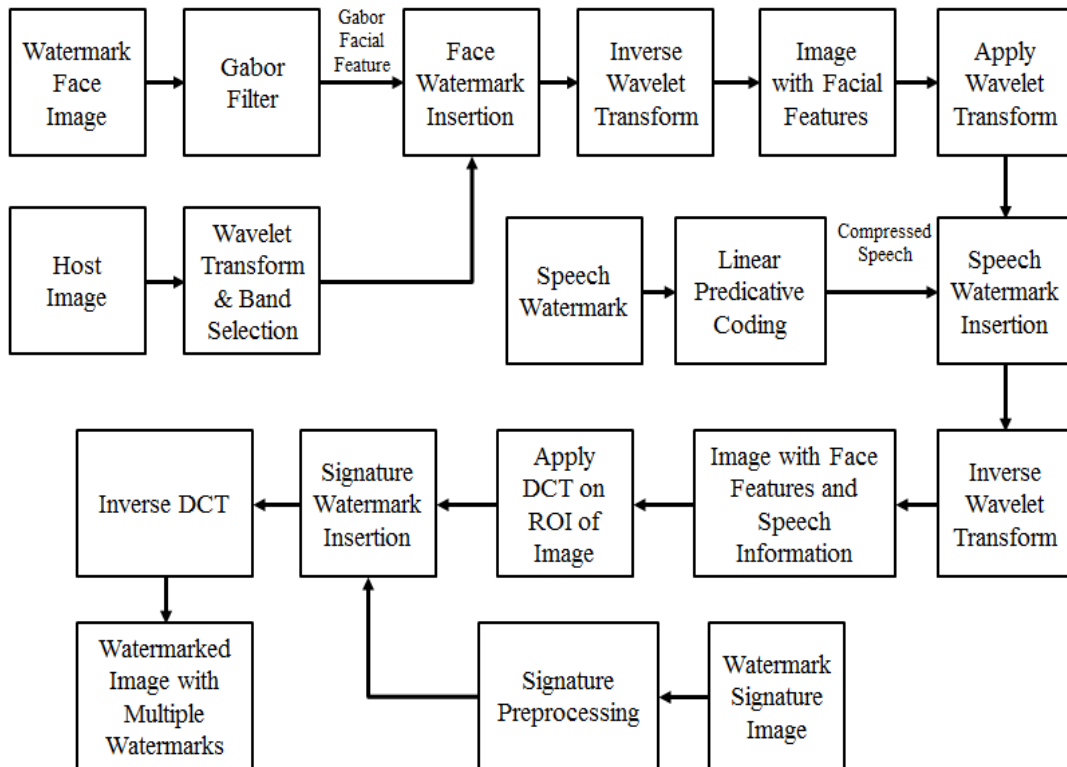 Watermark
Face
Image
Gabor
Filter
Gabor
Facial
Feature
Face
Watermark
Insertion
Inverse
Wavelet
Transform
Image
with Facial
Features
Apply
Wavelet
Transform
Host
Image
Wavelet
Transform
& Band
Selection
Speech
Watermark
Linear
Predicative
Coding
Compressed
Speech
Speech
Watermark
Insertion
Inverse DCT
Signature
Watermark
Insertion
Apply
DCT on
ROI of
Image
Image with Face
Features and
Speech
Information
Inverse
Wavelet
Transform
Watermarked
Image with
Multiple
Watermarks
Signature
Preprocessing
Watermark
Signature
Image